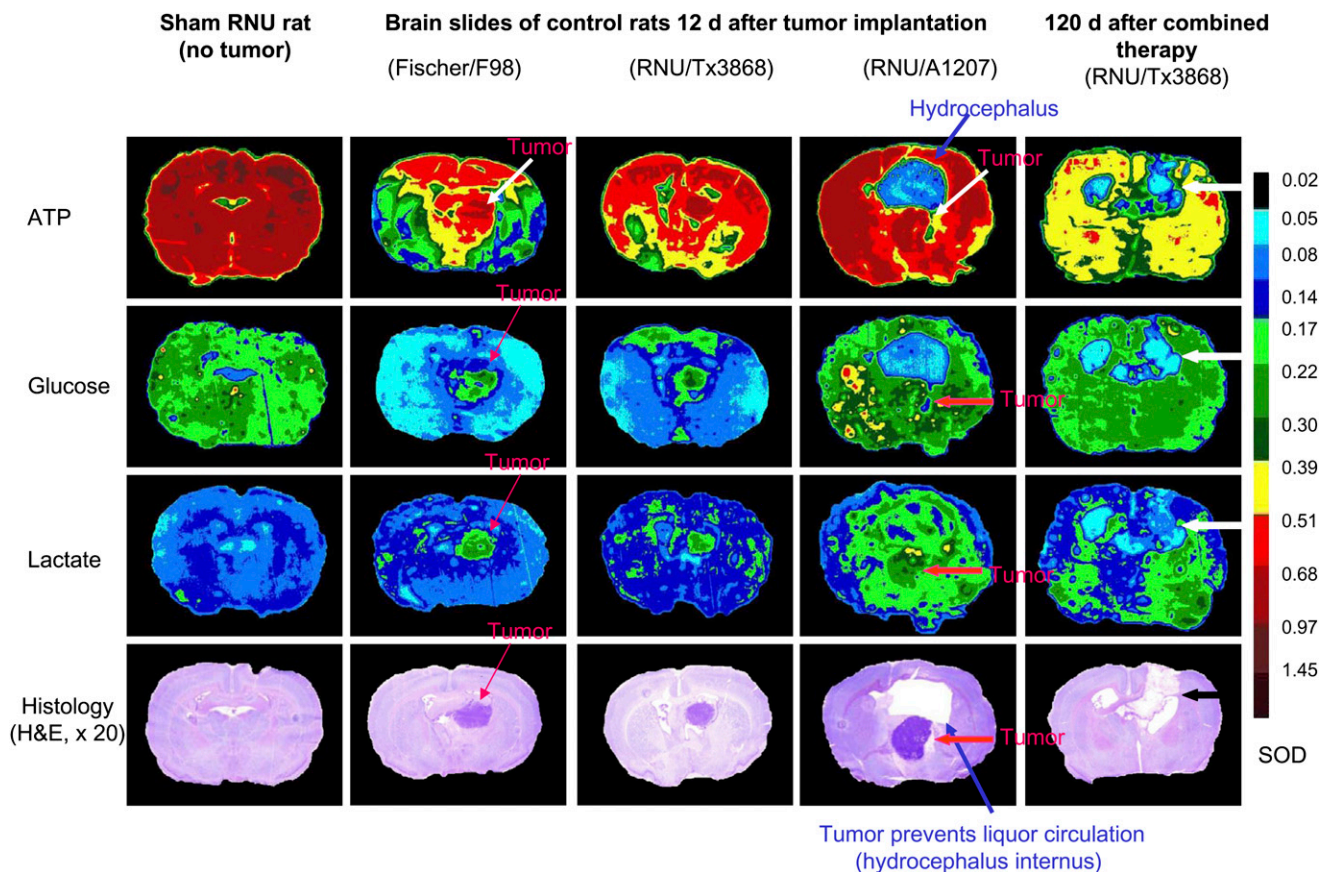 Sham RNU rat
(no tumor)
Brain slides of control rats 12 d after tumor implantation
(Fischer/F98)
(RNU/Tx3868)
(RNU/A1207)
120 d after combined
therapy
(RNU/Tx3868)
Hydrocephalus
Tumor
Tumor
ATP
Tumor
Glucose
Tumor
Tumor
Lactate
Tumor
Tumor
Histology
(H&E, x 20)
Tumor
0.02
0.05
0.08
0.14
0.17
0.22
0.30
0.39
0.51
0.68
0.97
1.45
SOD
Tumor prevents liquor circulation
(hydrocephalus internus)